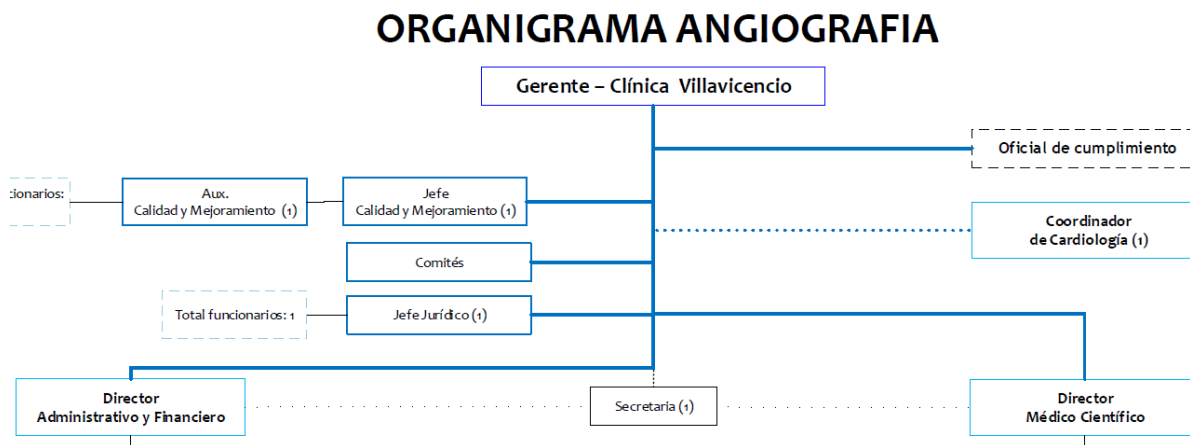 ORGANIGRAMA ANGIOGRAFIA
Gerente – Clínica Villavicencio
Oficial de cumplimiento
cionarios:
Aux.
Calidad y Mejoramiento (1)
Jefe
Calidad y Mejoramiento (1)
Coordinador
de Cardiología (1)
Comités
Total funcionarios: 1
Jefe Jurídico (1)
Director
Administrativo y Financiero
Secretaria (1)
Director
Médico Científico